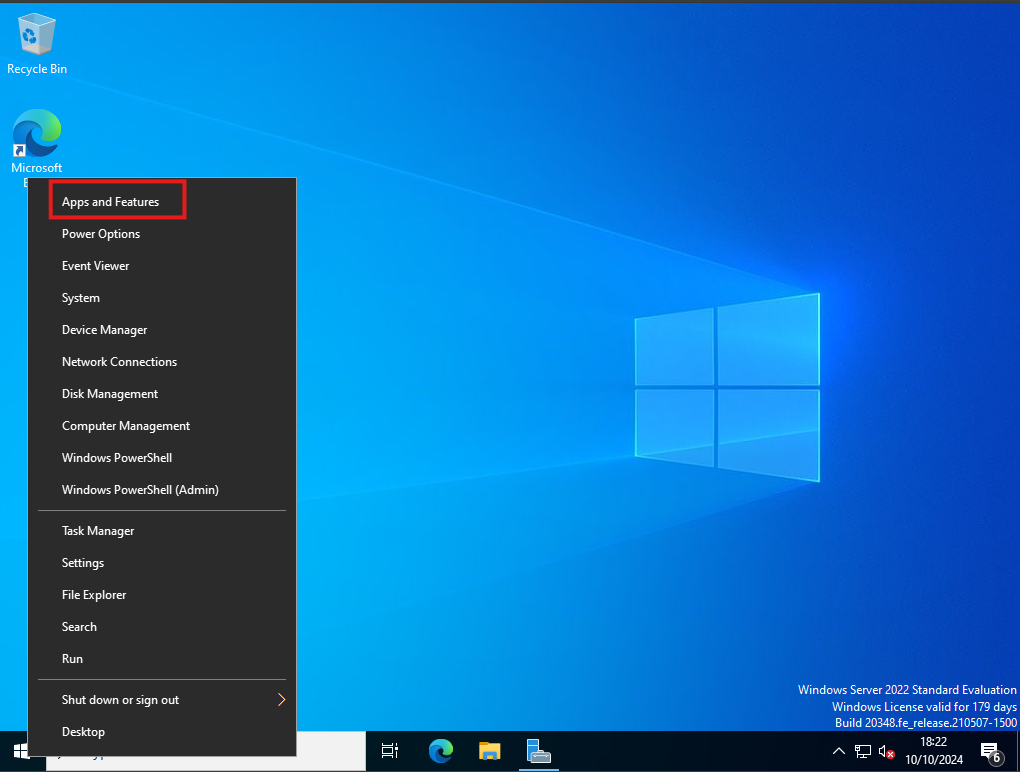 Recycle Bin
Microsoft
Apps and Features
Power Options
Event Viewer
System
Device Manager
Network Connections
Disk Management
Computer Management
Windows PowerShell
Windows PowerShell (Admin)
Task Manager
Settings
File Explorer
Search
Run
Shut down or sign out
Desktop
Windows Server 2022 Standard Evaluation
Windows License valid for 179 days
Build 20348.fe_release.210507-1500
18:22
10/10/2024
6